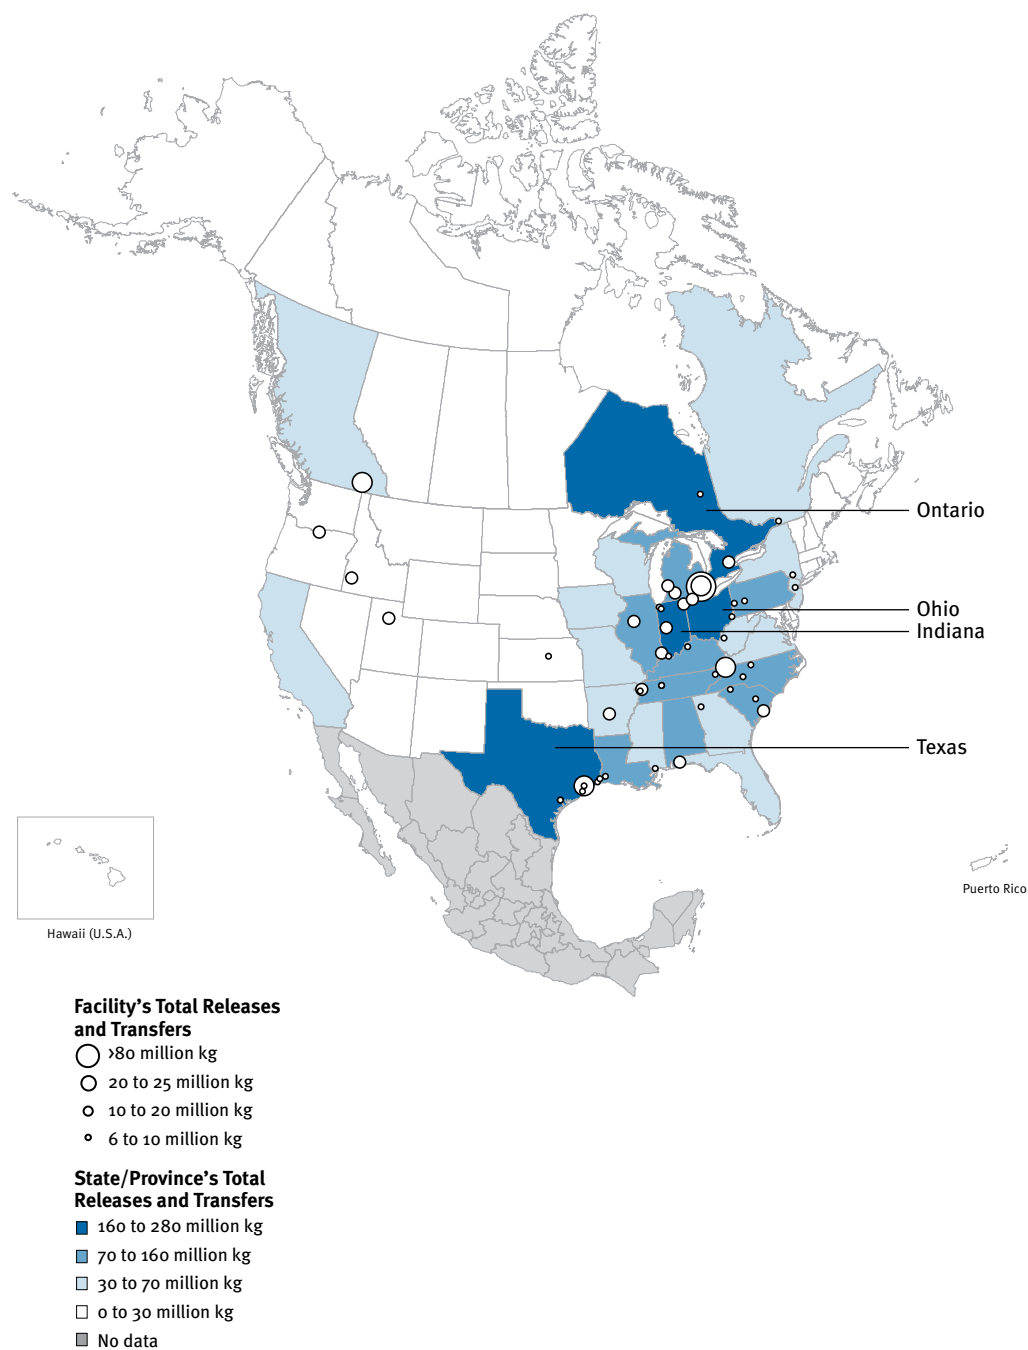 Ontario
Ohio
Indiana
Texas
Puerto Rico
Hawaii (U.S.A.)
Facility's Total Releases
and Transfers
>80 million kg
20 to 25 million kg
10 to 20 million kg
6 to 10 million kg
State/Province's Total
Releases and Transfers
160 to 280 million kg
70 to 160 million kg
30 to 70 million kg
0 to 30 million kg
No data